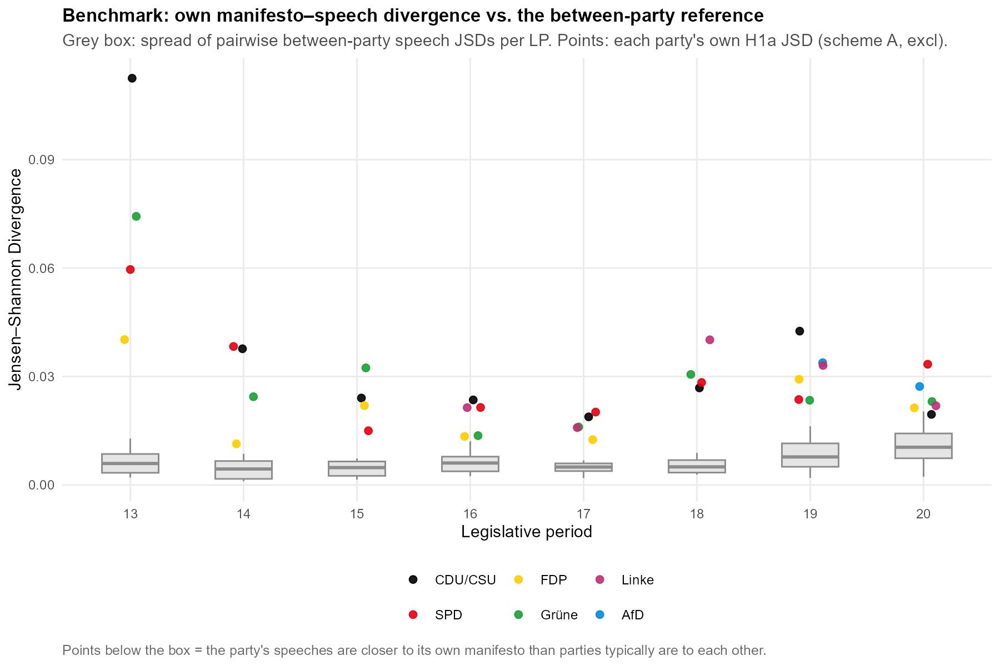 Benchmark: own manifesto–speech divergence vs. the between-party reference
Grey box: spread of pairwise between-party speech JSDs per LP. Points: each party's own H1a JSD (scheme A, excl).
Jensen–Shannon Divergence
0.09
0.06
0.03
0.00
13 14 15 16 17 18 19 20
Legislative period
CDU/CSU FDP Linke
SPD Grüne AfD
Points below the box = the party's speeches are closer to its own manifesto than parties typically are to each other.